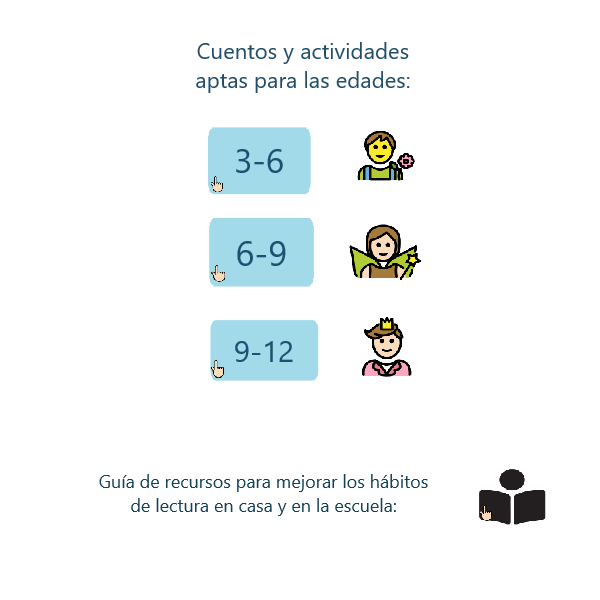 Cuentos y actividades
aptas para las edades:
3-6
6-9
9-12
Guía de recursos para mejorar los hábitos
de lectura en casa y en la escuela: